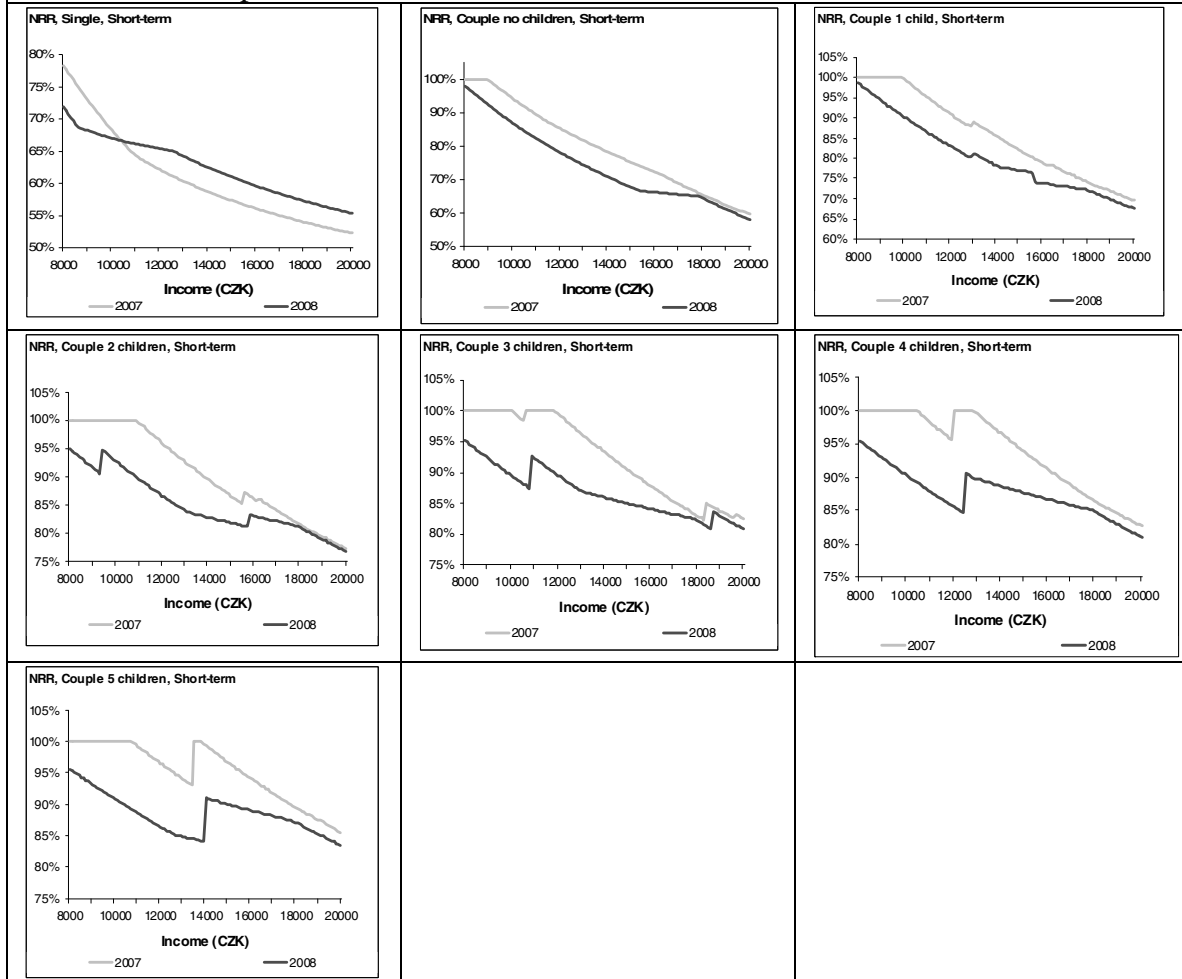 NRR, Single, Short-term
80%
75%
70%
65%
60%
55%
50%
8000 10000 12000 14000 16000 18000 20000
Income (CZK)
2007 2008
NRR, Couple no children, Short-term
100%
90%
80%
70%
60%
50%
8000 10000 12000 14000 16000 18000 20000
Income (CZK)
2007 2008
NRR, Couple 1 child, Short-term
105%
100%
95%
90%
85%
80%
75%
70%
65%
60%
8000 10000 12000 14000 16000 18000 20000
Income (CZK)
2007 2008
NRR, Couple 2 children, Short-term
105%
100%
95%
90%
85%
80%
75%
8000 10000 12000 14000 16000 18000 20000
Income (CZK)
2007 2008
NRR, Couple 3 children, Short-term
105%
100%
95%
90%
85%
80%
75%
8000 10000 12000 14000 16000 18000 20000
Income (CZK)
2007 2008
NRR, Couple 4 children, Short-term
105%
100%
95%
90%
85%
80%
75%
8000 10000 12000 14000 16000 18000 20000
Income (CZK)
2007 2008
NRR, Couple 5 children, Short-term
105%
100%
95%
90%
85%
80%
75%
8000 10000 12000 14000 16000 18000 20000
Income (CZK)
2007 2008